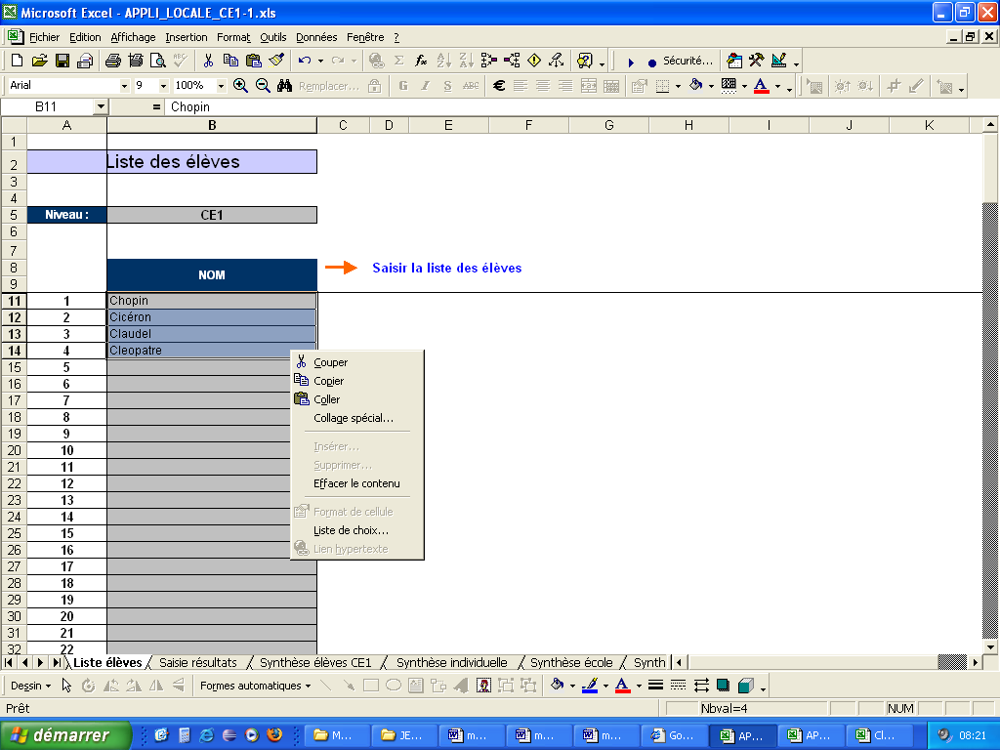 Microsoft Excel - APPLI_LOCALE_CE1-1.xls
Fichier Edition Affichage Insertion Format Outils Données Fenêtre ?
Sécurité...
Arial 9 100% Remplacer... G I S ABC €
B11 = Chopin
A B C D E F G H I J K
1
2 Liste des élèves
3
4
5 Niveau : CE1
6
7
8 NOM Saisir la liste des élèves
9
11 1 Chopin
12 2 Cicéron
13 3 Claudel
14 4 Cleopatre
15 5
16 6
17 7
18 8
19 9
20 10
21 11
22 12
23 13
24 14
25 15
26 16
27 17
28 18
29 19
30 20
31 21
32 22
Couper
Copier
Coller
Collage spécial...
Insérer...
Supprimer...
Effacer le contenu
Format de cellule
Liste de choix...
Lien hypertexte
Liste élèves Saisie résultats Synthèse élèves CE1 Synthèse individuelle Synthèse école Synth
Dessin Formes automatiques
Prêt Nbval=4 NUM
démarrer M... JE... m... m... m... Go... AP... AP... Cl... 08:21